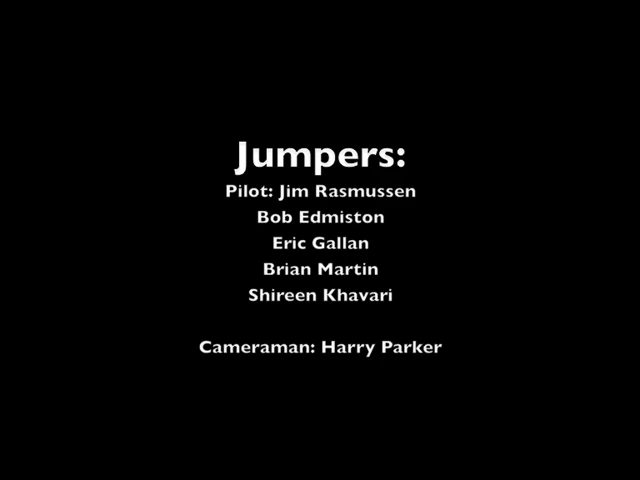 Jumpers:
Pilot: Jim Rasmussen
Bob Edmiston
Eric Gallan
Brian Martin
Shireen Khavari
Cameraman: Harry Parker